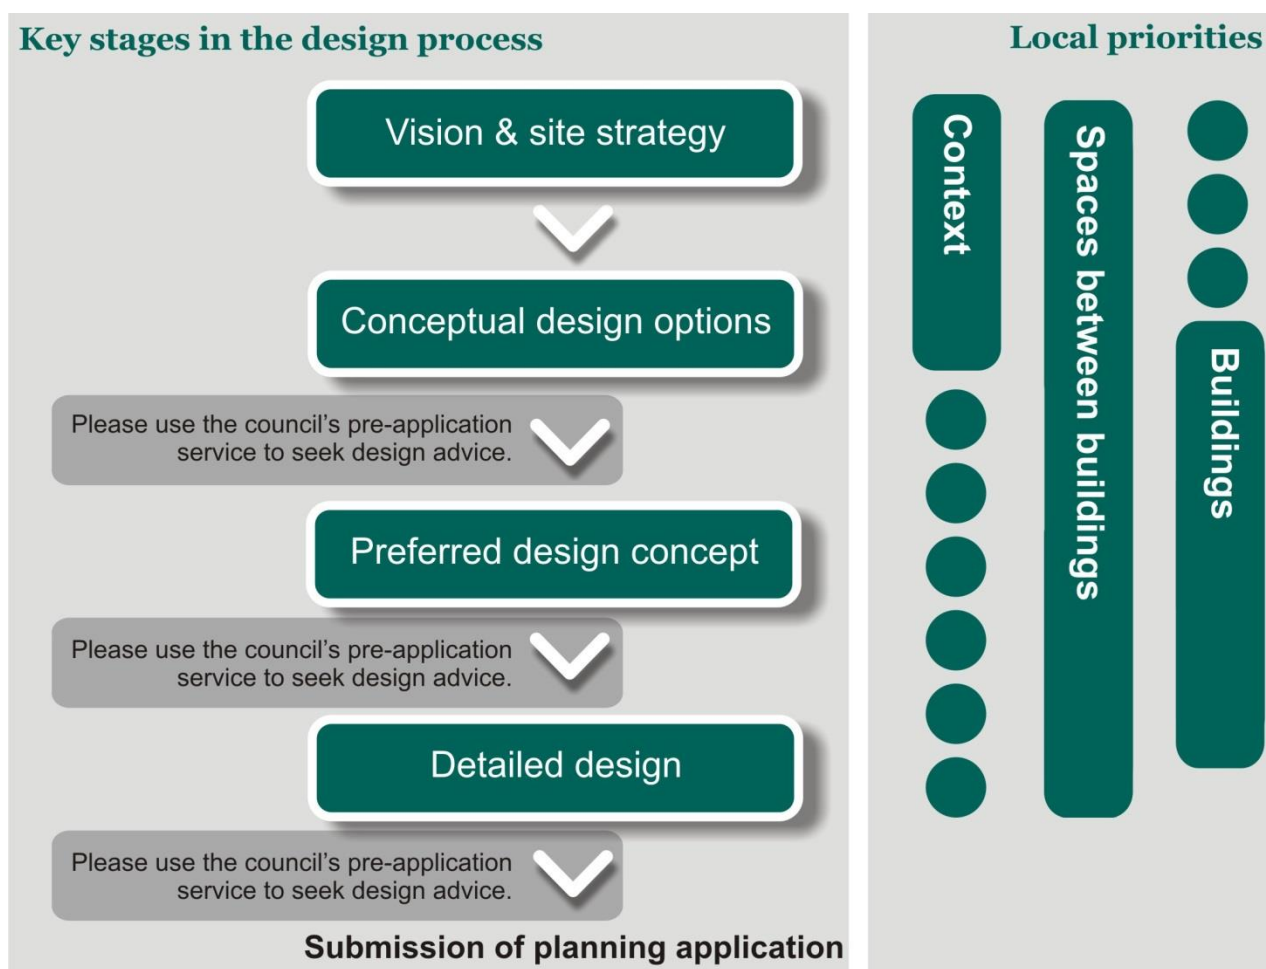 Key stages in the design process
Vision & site strategy
Conceptual design options
Please use the council's pre-application
service to seek design advice.
Preferred design concept
Please use the council's pre-application
service to seek design advice.
Detailed design
Please use the council's pre-application
service to seek design advice.
Submission of planning application
Local priorities
Context
Spaces between buildings
Buildings